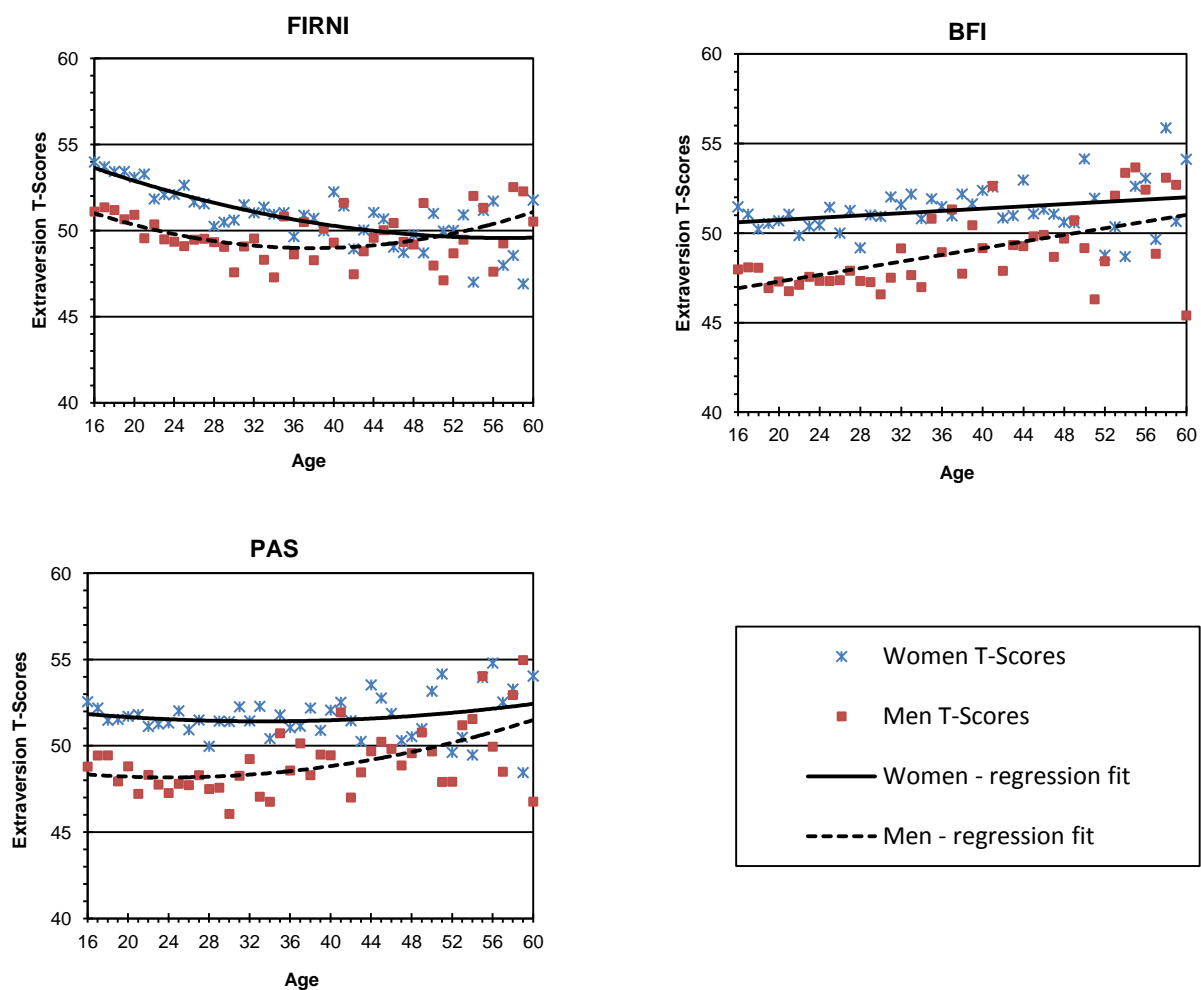 FIRNI
60
55
50
45
40
Extraversion T-Scores
16 20 24 28 32 36 40 44 48 52 56 60
Age
BFI
60
55
50
45
40
Extraversion T-Scores
16 20 24 28 32 36 40 44 48 52 56 60
Age
PAS
60
55
50
45
40
Extraversion T-Scores
16 20 24 28 32 36 40 44 48 52 56 60
Age
Women T-Scores
Men T-Scores
Women - regression fit
Men - regression fit